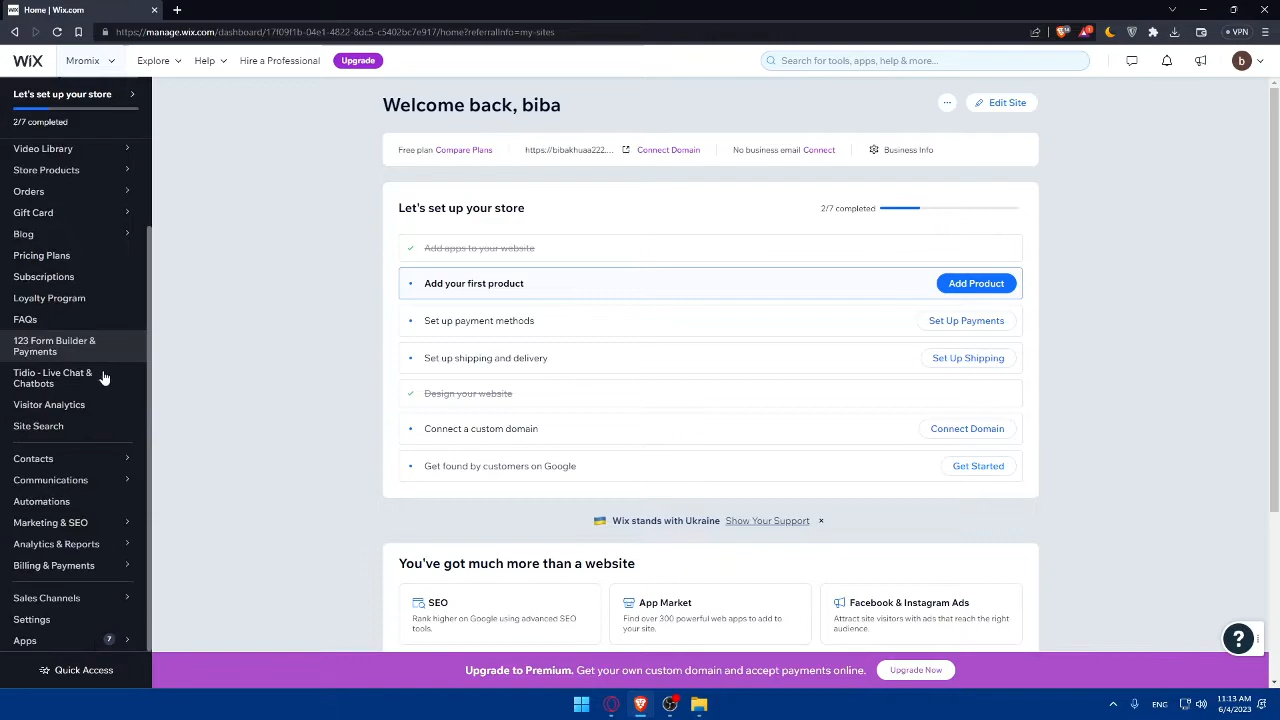 Home | Wix.com
https://manage.wix.com/dashboard/17f09f1b-04e1-4822-8dc5-c5402bc7e917/home?referralInfo=my-sites
VPN
WiX
Mromix
Explore
Help
Hire a Professional
Upgrade
Search for tools, apps, help & more...
b
Let's set up your store
2/7 completed
Video Library
Store Products
Orders
Gift Card
Blog
Pricing Plans
Subscriptions
Loyalty Program
FAQs
123 Form Builder & Payments
Tidio - Live Chat & Chatbots
Visitor Analytics
Site Search
Contacts
Communications
Automations
Marketing & SEO
Analytics & Reports
Billing & Payments
Sales Channels
Settings
Apps 7
Quick Access
Welcome back, biba
Edit Site
Free plan Compare Plans
https://bibakhuaa222.... Connect Domain
No business email Connect
Business Info
Let's set up your store
2/7 completed
Add apps to your website
Add your first product
Add Product
Set up payment methods
Set Up Payments
Set up shipping and delivery
Set Up Shipping
Design your website
Connect a custom domain
Connect Domain
Get found by customers on Google
Get Started
Wix stands with Ukraine Show Your Support
You've got much more than a website
SEO
Rank higher on Google using advanced SEO tools.
App Market
Find over 300 powerful web apps to add to your site.
Facebook & Instagram Ads
Attract site visitors with ads that reach the right audience.
?
Upgrade to Premium. Get your own custom domain and accept payments online.
Upgrade Now
ENG
11:13 AM
6/4/2023